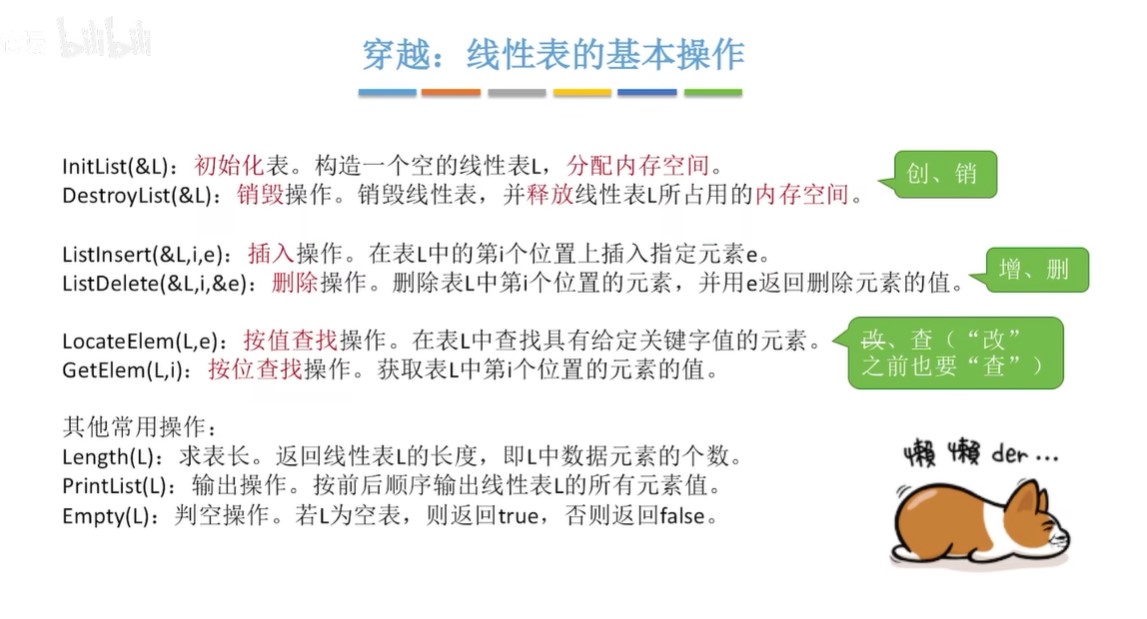 bilibili
穿越：线性表的基本操作
InitList(&L)：初始化表。构造一个空的线性表L，分配内存空间。
DestroyList(&L)：销毁操作。销毁线性表，并释放线性表L所占用的内存空间。
创、销
ListInsert(&L,i,e)：插入操作。在表L中的第i个位置上插入指定元素e。
ListDelete(&L,i,&e)：删除操作。删除表L中第i个位置的元素，并用e返回删除元素的值。
增、删
LocateElem(L,e)：按值查找操作。在表L中查找具有给定关键字值的元素。
GetElem(L,i)：按位查找操作。获取表L中第i个位置的元素的值。
改、查（“改”
之前也要“查”）
其他常用操作：
Length(L)：求表长。返回线性表L的长度，即L中数据元素的个数。
PrintList(L)：输出操作。按前后顺序输出线性表L的所有元素值。
Empty(L)：判空操作。若L为空表，则返回true，否则返回false。
懒 懒 der ...